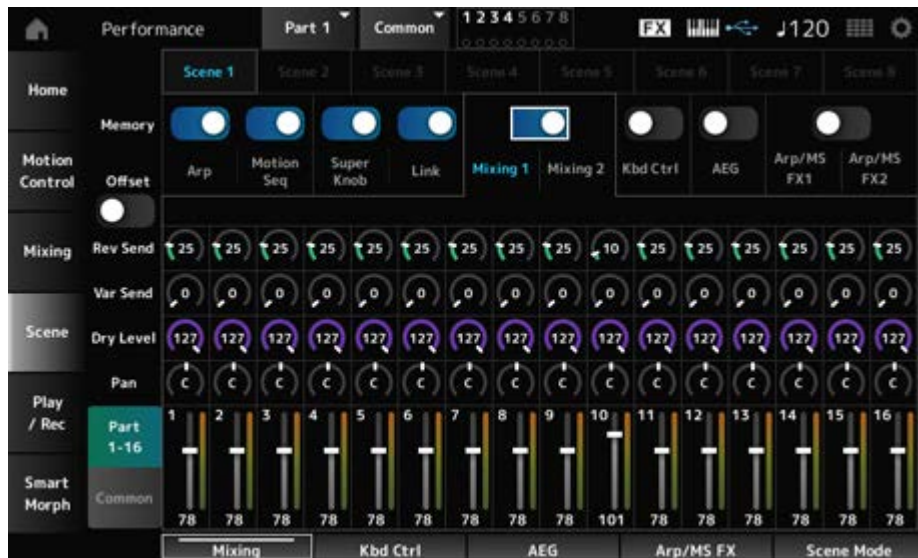 Performance Part 1 Common 1 2 3 4 5 6 7 8 FX ♩120
Home
Motion Control
Mixing
Scene
Play / Rec
Smart Morph
Scene 1 Scene 2 Scene 3 Scene 4 Scene 5 Scene 6 Scene 7 Scene 8
Memory
Arp Motion Seq Super Knob Link Mixing 1 Mixing 2 Kbd Ctrl AEG Arp/MS FX1 Arp/MS FX2
Offset
Rev Send 25 25 25 25 25 25 25 25 25 10 25 25 25 25 25 25
Var Send 0 0 0 0 0 0 0 0 0 0 0 0 0 0 0 0
Dry Level 127 127 127 127 127 127 127 127 127 127 127 127 127 127 127 127
Pan C C C C C C C C C C C C C C C C
Part 1-16
Common
1 2 3 4 5 6 7 8 9 10 11 12 13 14 15 16
78 78 78 78 78 78 78 78 78 101 78 78 78 78 78 78
Mixing Kbd Ctrl AEG Arp/MS FX Scene Mode